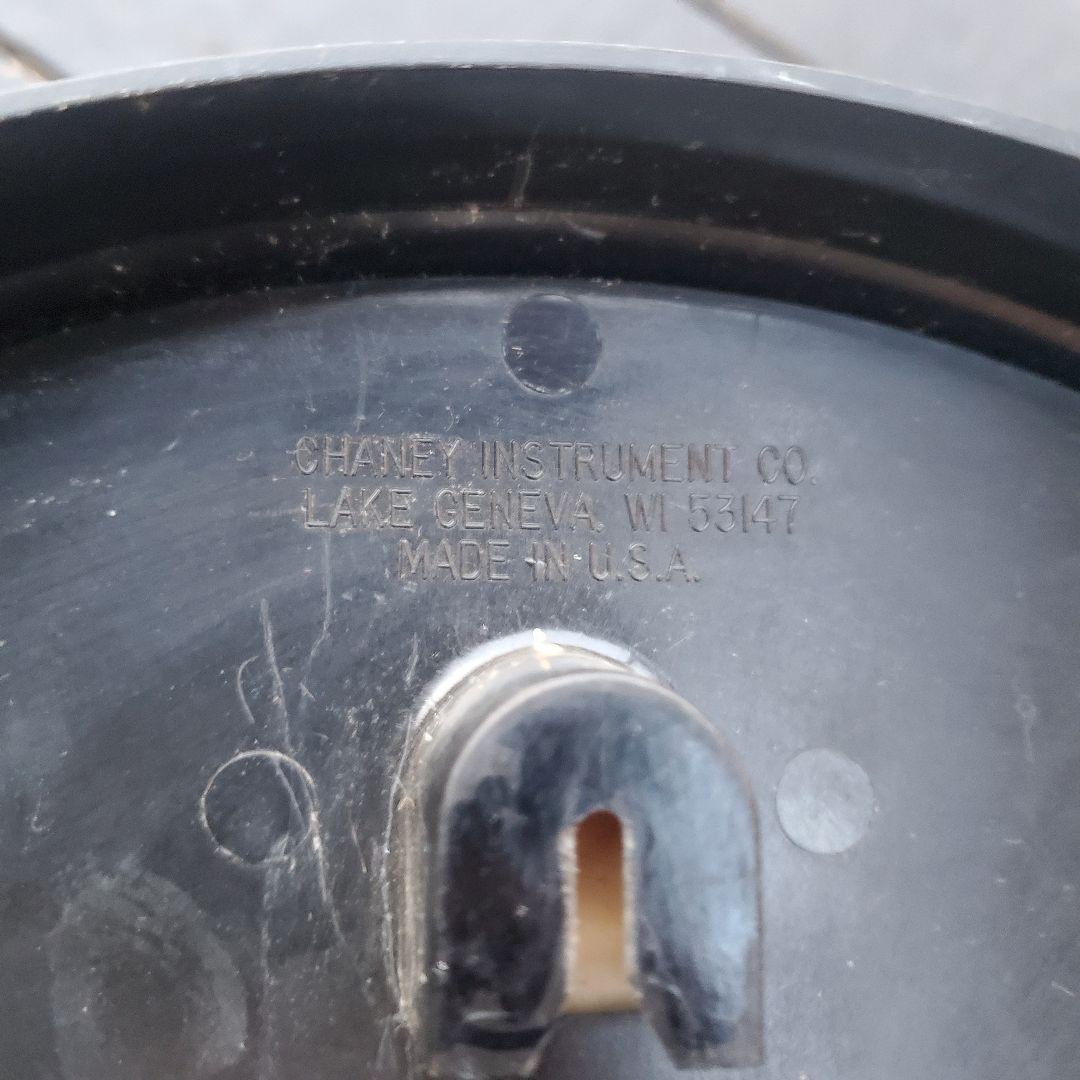 CHANEY INSTRUMENT CO.
LAKE GENEVA, WI 53147
MADE IN U.S.A.